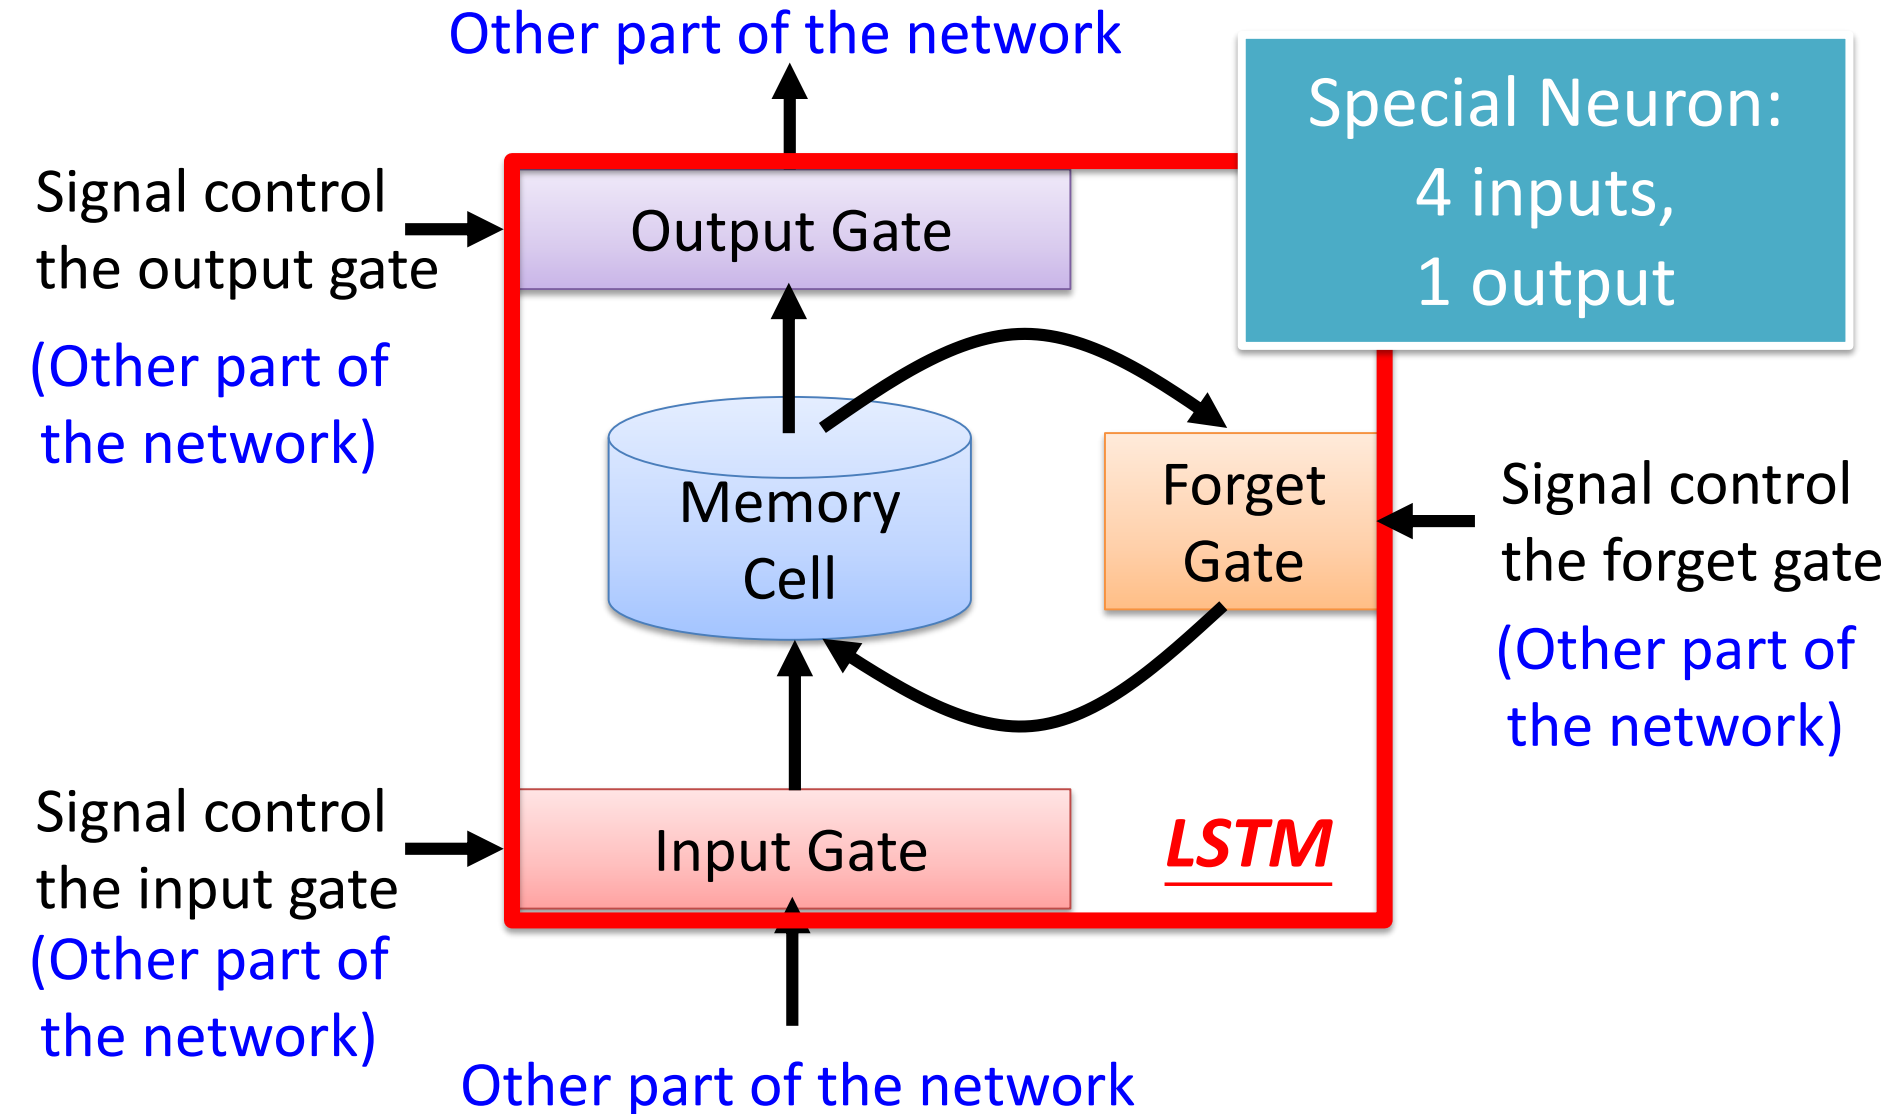 Other part of the network
Special Neuron:
4 inputs,
1 output
Signal control
the output gate
(Other part of
the network)
Output Gate
Memory
Cell
Forget
Gate
Signal control
the forget gate
(Other part of
the network)
Signal control
the input gate
(Other part of
the network)
Input Gate
LSTM
Other part of the network